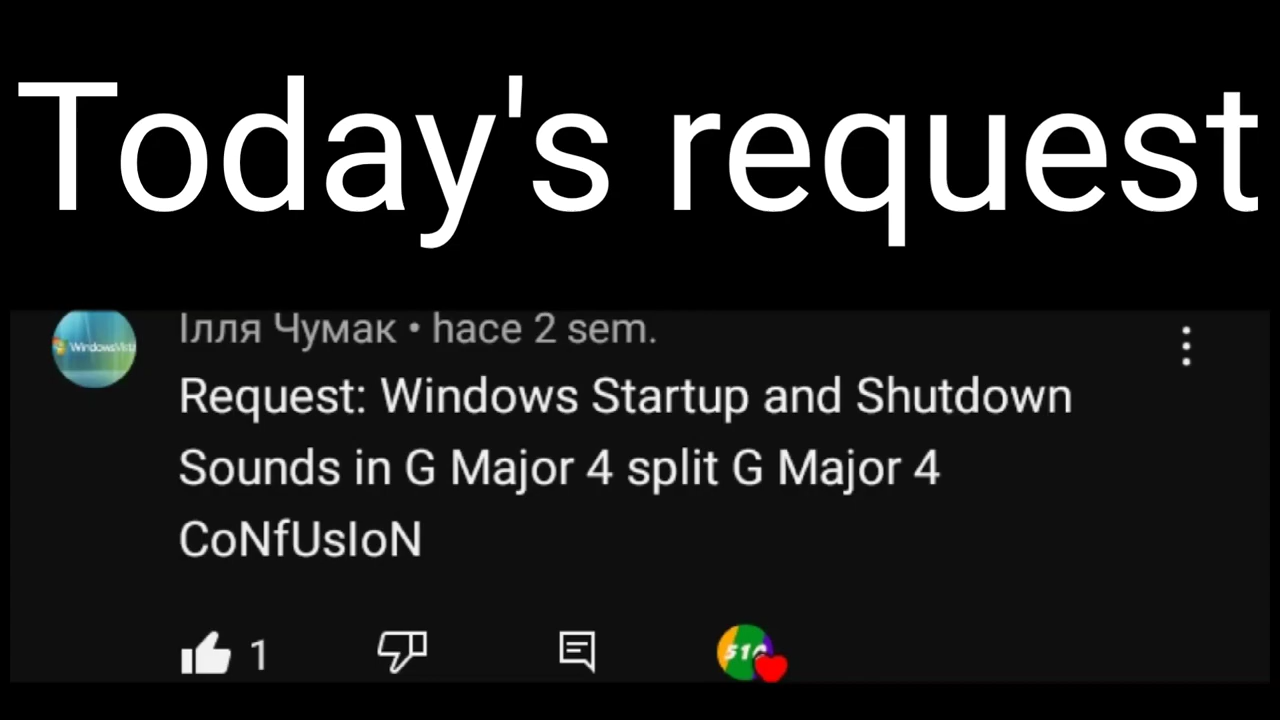 Today's request
Ілля Чумак • hace 2 sem.
WindowsVista
Request: Windows Startup and Shutdown
Sounds in G Major 4 split G Major 4
CoNfUsIoN
1